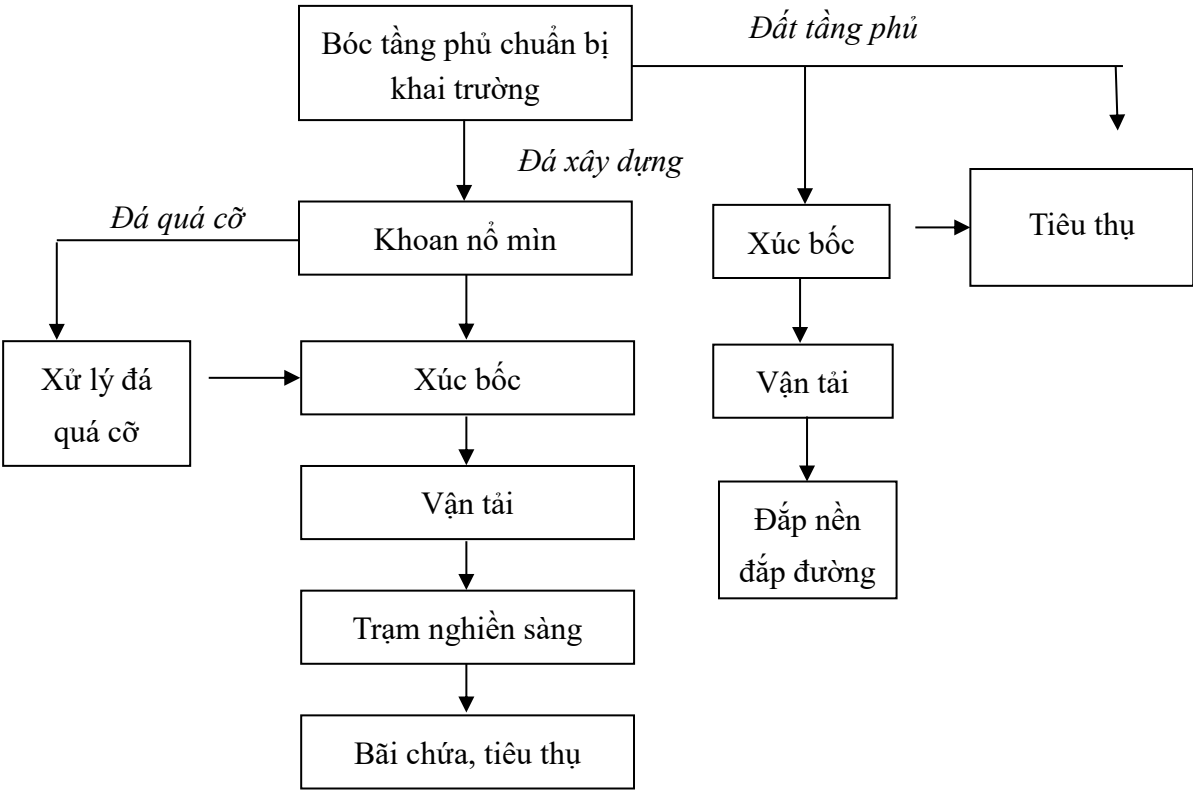 Bóc tầng phủ chuẩn bị
khai trường
Đất tầng phủ
Đá xây dựng
Đá quá cỡ
Khoan nổ mìn
Xúc bốc
Tiêu thụ
Xử lý đá
quá cỡ
Xúc bốc
Vận tải
Vận tải
Đắp nền
đắp đường
Trạm nghiền sàng
Bãi chứa, tiêu thụ